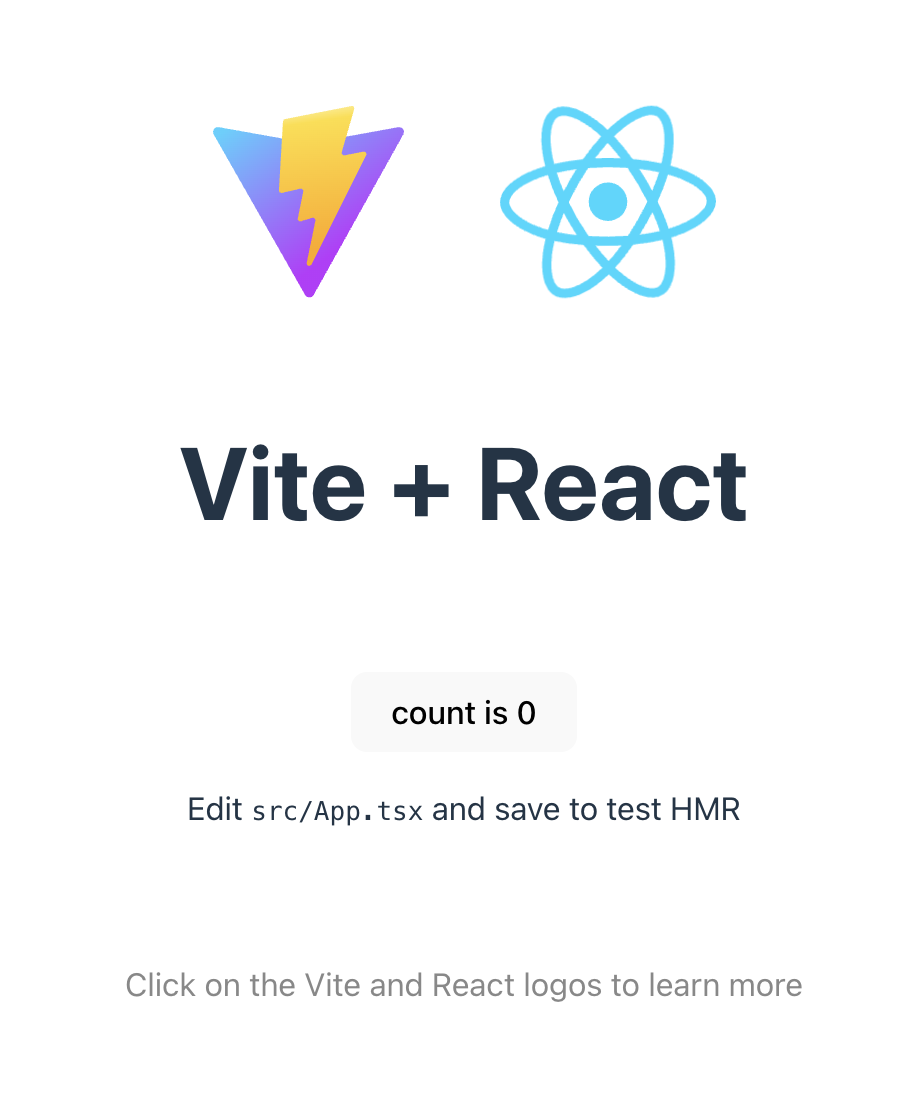 Vite + React
count is 0
Edit src/App.tsx and save to test HMR
Click on the Vite and React logos to learn more